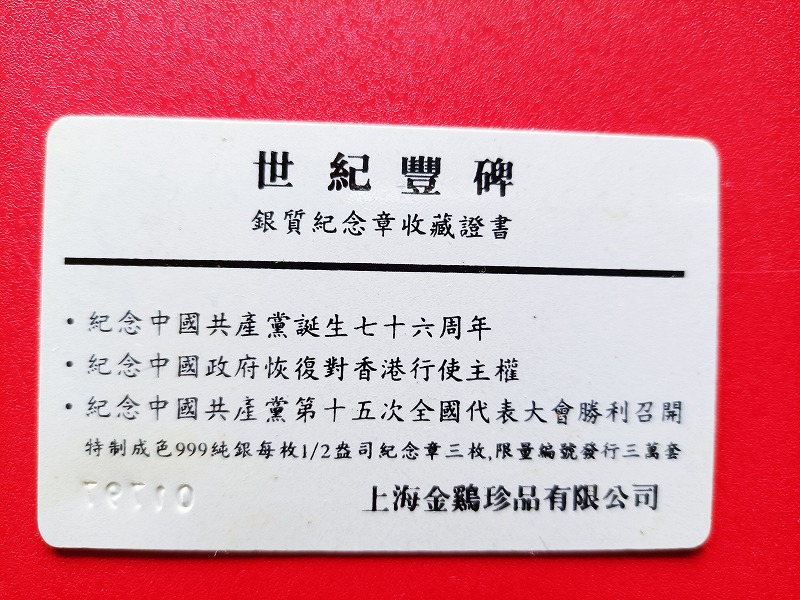 世紀豐碑
銀質紀念章收藏證書
· 紀念中國共產黨誕生七十六周年
· 紀念中國政府恢復對香港行使主權
· 紀念中國共產黨第十五次全國代表大會勝利召開
特制成色999純銀每枚1/2盎司紀念章三枚,限量編號發行三萬套
上海金鷄珍品有限公司